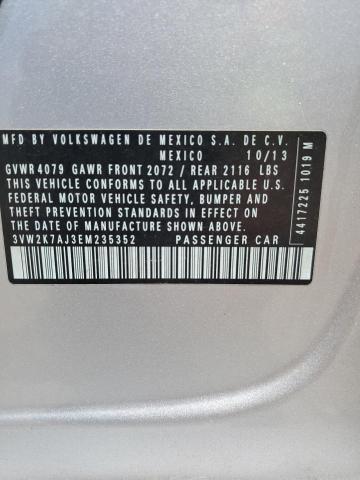 MFD BY VOLKSWAGEN DE MEXICO S.A. DE C.V.
MEXICO 10/13
GVWR4079 GAWR FRONT 2072 / REAR 2116 LBS
THIS VEHICLE CONFORMS TO ALL APPLICABLE U.S.
FEDERAL MOTOR VEHICLE SAFETY, BUMPER AND
THEFT PREVENTION STANDARDS IN EFFECT ON
THE DATE OF MANUFACTURE SHOWN ABOVE.
3VW2K7AJ3EM235352 PASSENGER CAR
4417225 1019 M